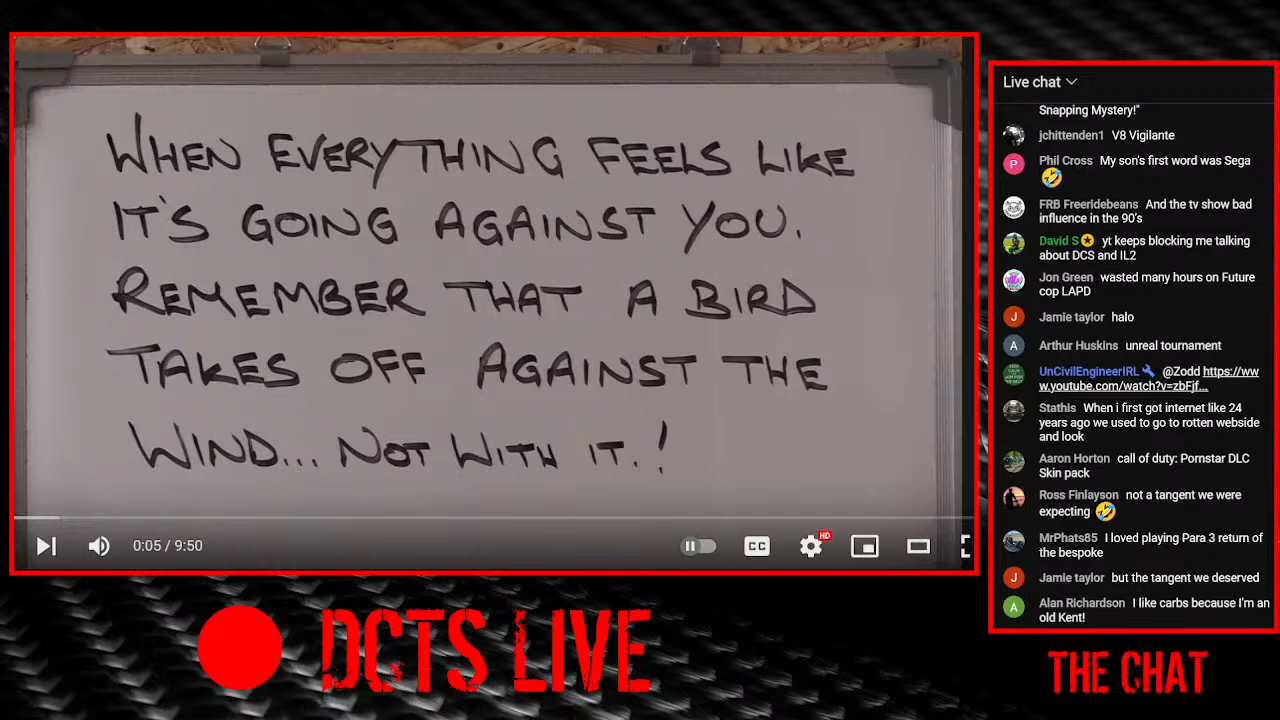 WHEN EVERYTHING FEELS LIKE
IT'S GOING AGAINST YOU.
REMEMBER THAT A BIRD
TAKES OFF AGAINST THE
WIND... NOT WITH IT.!
0:05 / 9:50
CC
HD
DCTS LIVE
Live chat
Snapping Mystery!"
jchittenden1 V8 Vigilante
P Phil Cross My son's first word was Sega
🤣
FRB Freeridebeans And the tv show bad
influence in the 90's
David S yt keeps blocking me talking
about DCS and IL2
Jon Green wasted many hours on Future
cop LAPD
J Jamie taylor halo
A Arthur Huskins unreal tournament
UnCivilEngineerIRL @Zodd https://ww
w.youtube.com/watch?v=zbFjf...
Stathis When i first got internet like 24
years ago we used to go to rotten webside
and look
Aaron Horton call of duty: Pornstar DLC
Skin pack
Ross Finlayson not a tangent we were
expecting 🤣
MrPhats85 I loved playing Para 3 return of
the bespoke
J Jamie taylor but the tangent we deserved
A Alan Richardson I like carbs because I'm an
old Kent!
THE CHAT